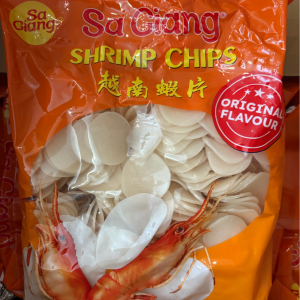 Sa
Giang
Sa Giang
SHRIMP CHIPS
越南蝦片
ORIGINAL
FLAVOUR